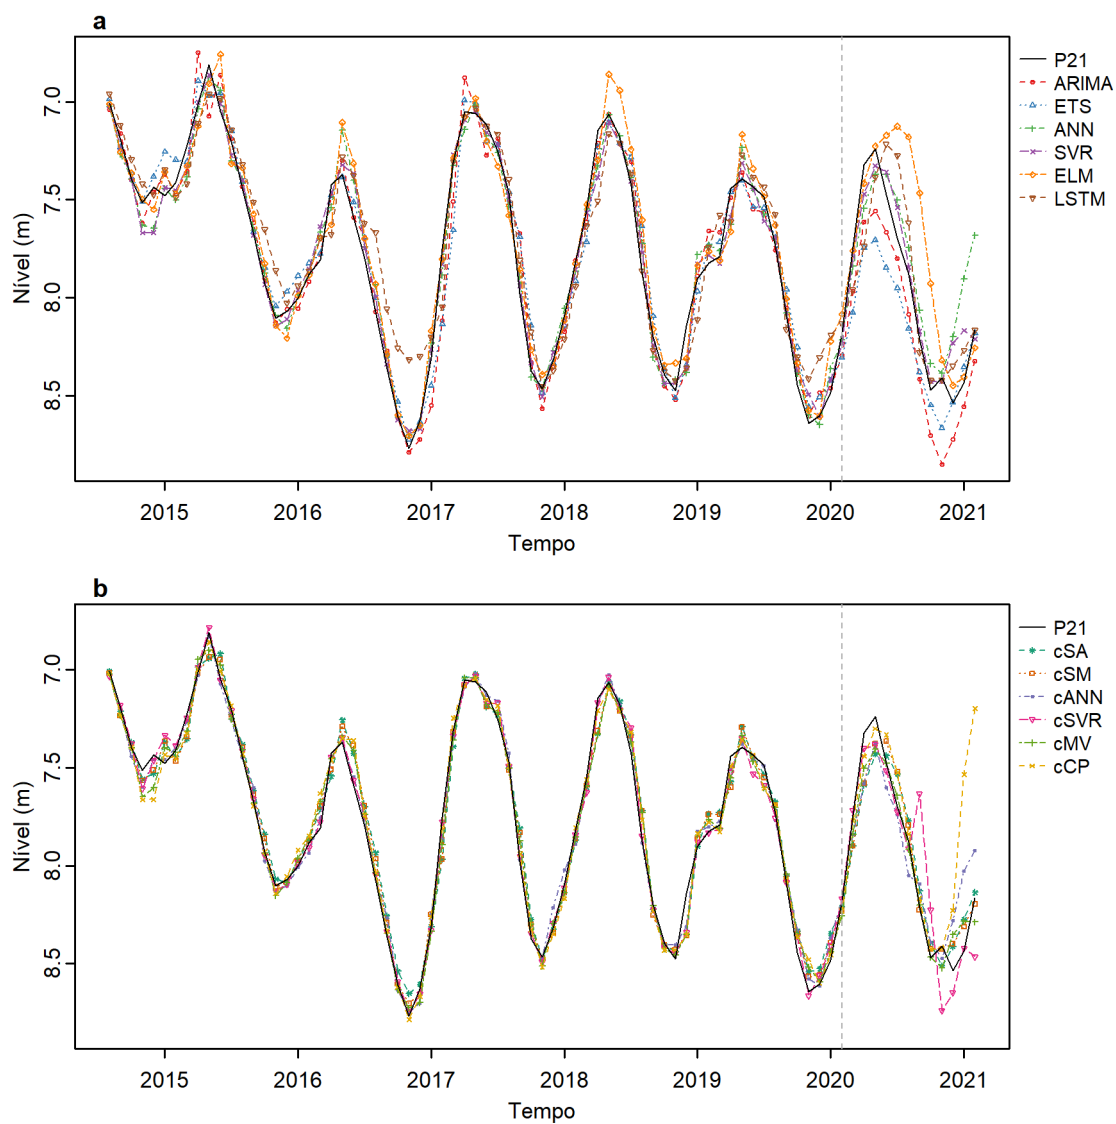 a
P21
ARIMA
ETS
ANN
SVR
ELM
LSTM
Nível (m)
7.0
7.5
8.0
8.5
2015 2016 2017 2018 2019 2020 2021
Tempo
b
P21
cSA
cSM
cANN
cSVR
cMV
cCP
Nível (m)
7.0
7.5
8.0
8.5
2015 2016 2017 2018 2019 2020 2021
Tempo